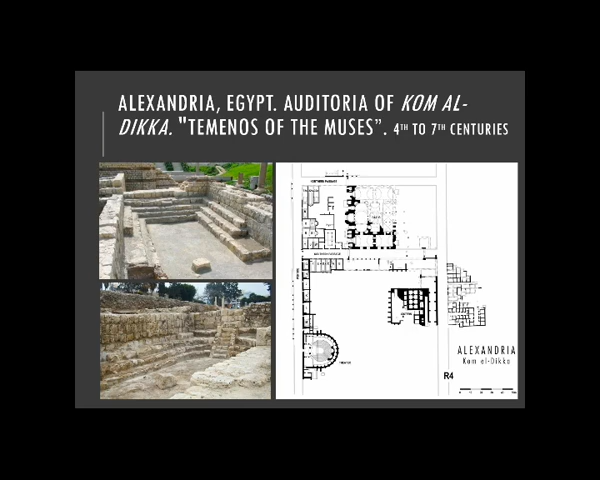 ALEXANDRIA, EGYPT. AUDITORIA OF KOM AL-
DIKKA. "TEMENOS OF THE MUSES”. 4TH TO 7TH CENTURIES
THEATRE
ALEXANDRIA
Kom el-Dikka
R4